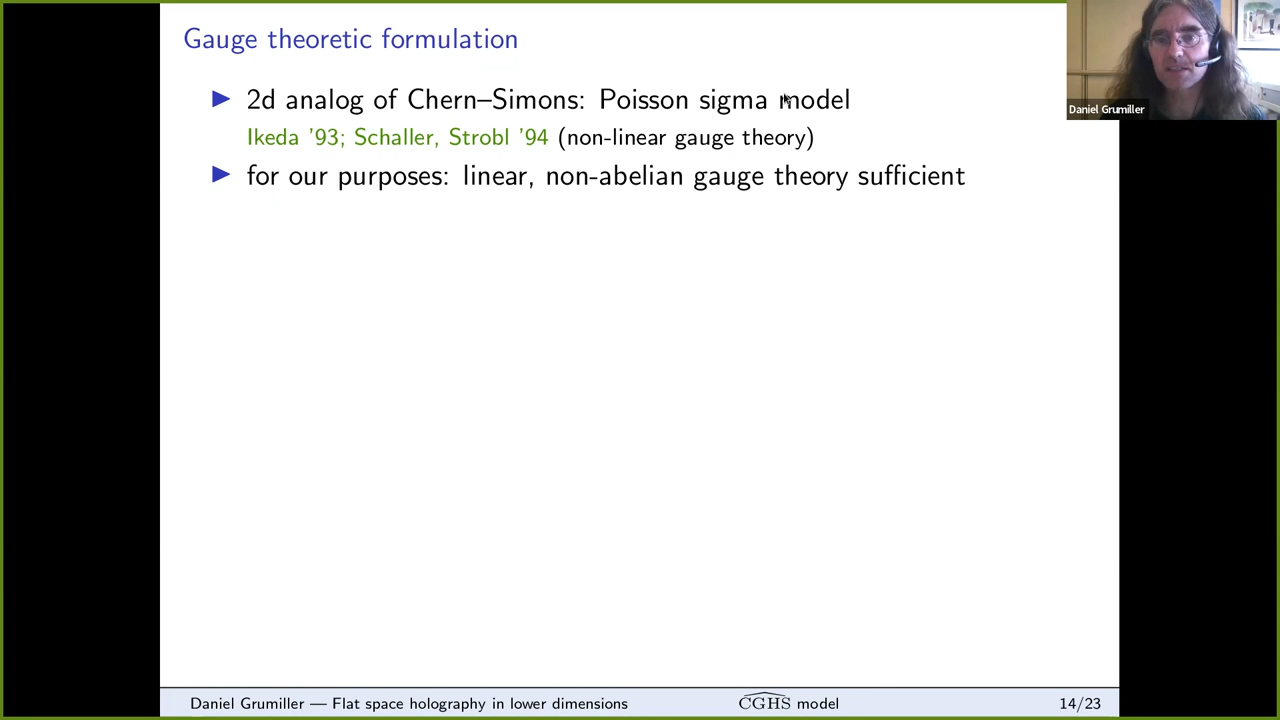 Gauge theoretic formulation
▶ 2d analog of Chern–Simons: Poisson sigma model
Ikeda '93; Schaller, Strobl '94 (non-linear gauge theory)
▶ for our purposes: linear, non-abelian gauge theory sufficient
Daniel Grumiller
Daniel Grumiller — Flat space holography in lower dimensions $\widehat{\text{CGHS}}$ model 14/23